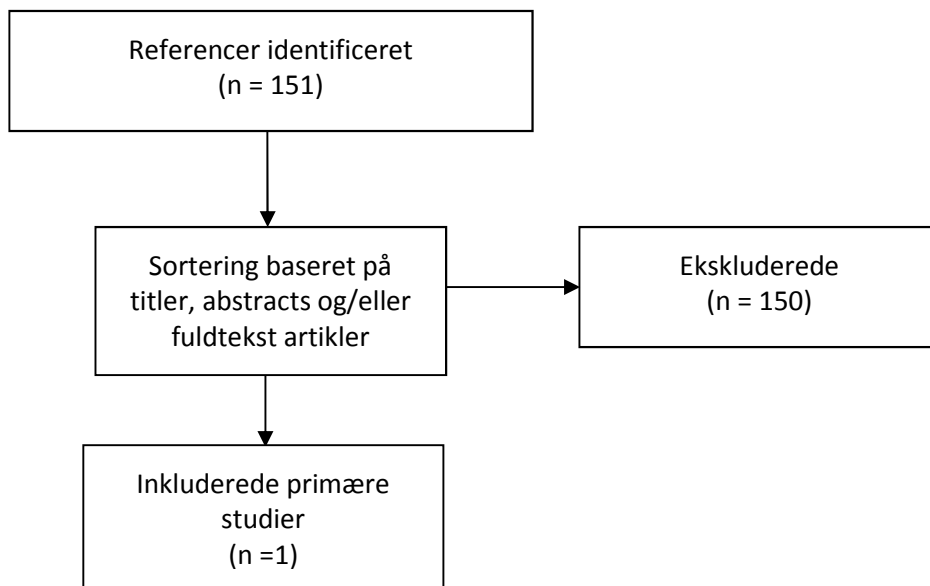 Referencer identificeret
(n = 151)
Sortering baseret på
titler, abstracts og/eller
fuldtekst artikler
Ekskluderede
(n = 150)
Inkluderede primære
studier
(n =1)